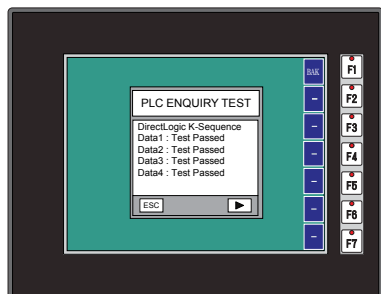 PLC ENQUIRY TEST
DirectLogic K-Sequence
Data1 : Test Passed
Data2 : Test Passed
Data3 : Test Passed
Data4 : Test Passed
ESC
BAK
–
–
–
–
–
–
F1
F2
F3
F4
F5
F6
F7